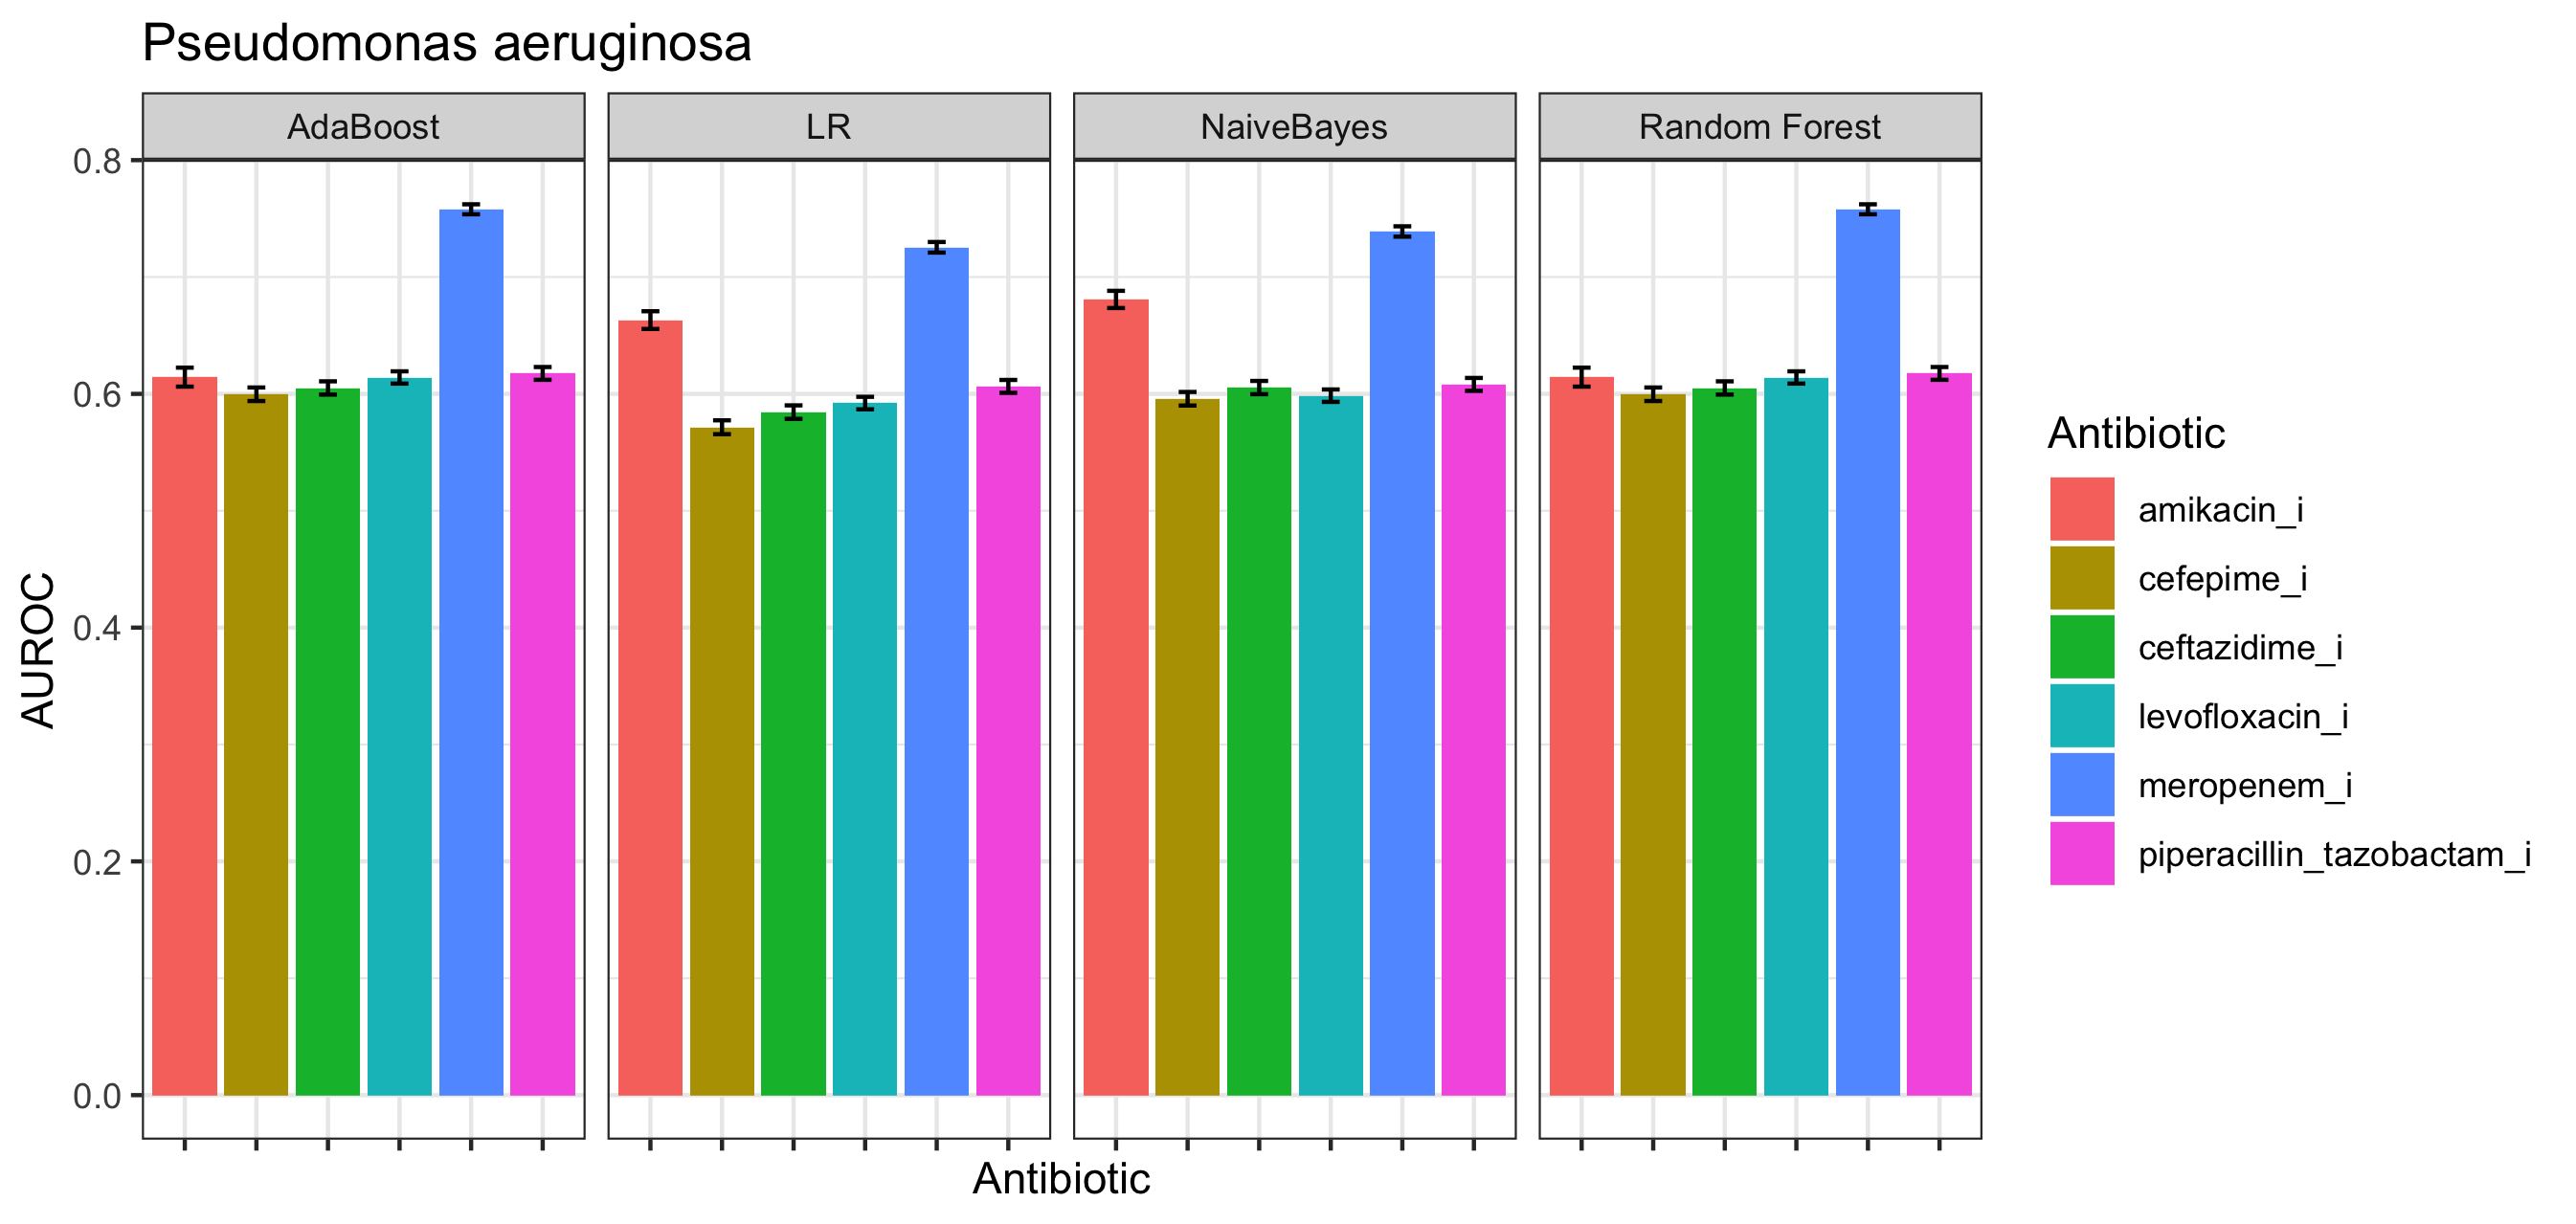 Pseudomonas aeruginosa
AdaBoost
LR
NaiveBayes
Random Forest
AUROC
0.8
0.6
0.4
0.2
0.0
Antibiotic
Antibiotic
amikacin_i
cefepime_i
ceftazidime_i
levofloxacin_i
meropenem_i
piperacillin_tazobactam_i